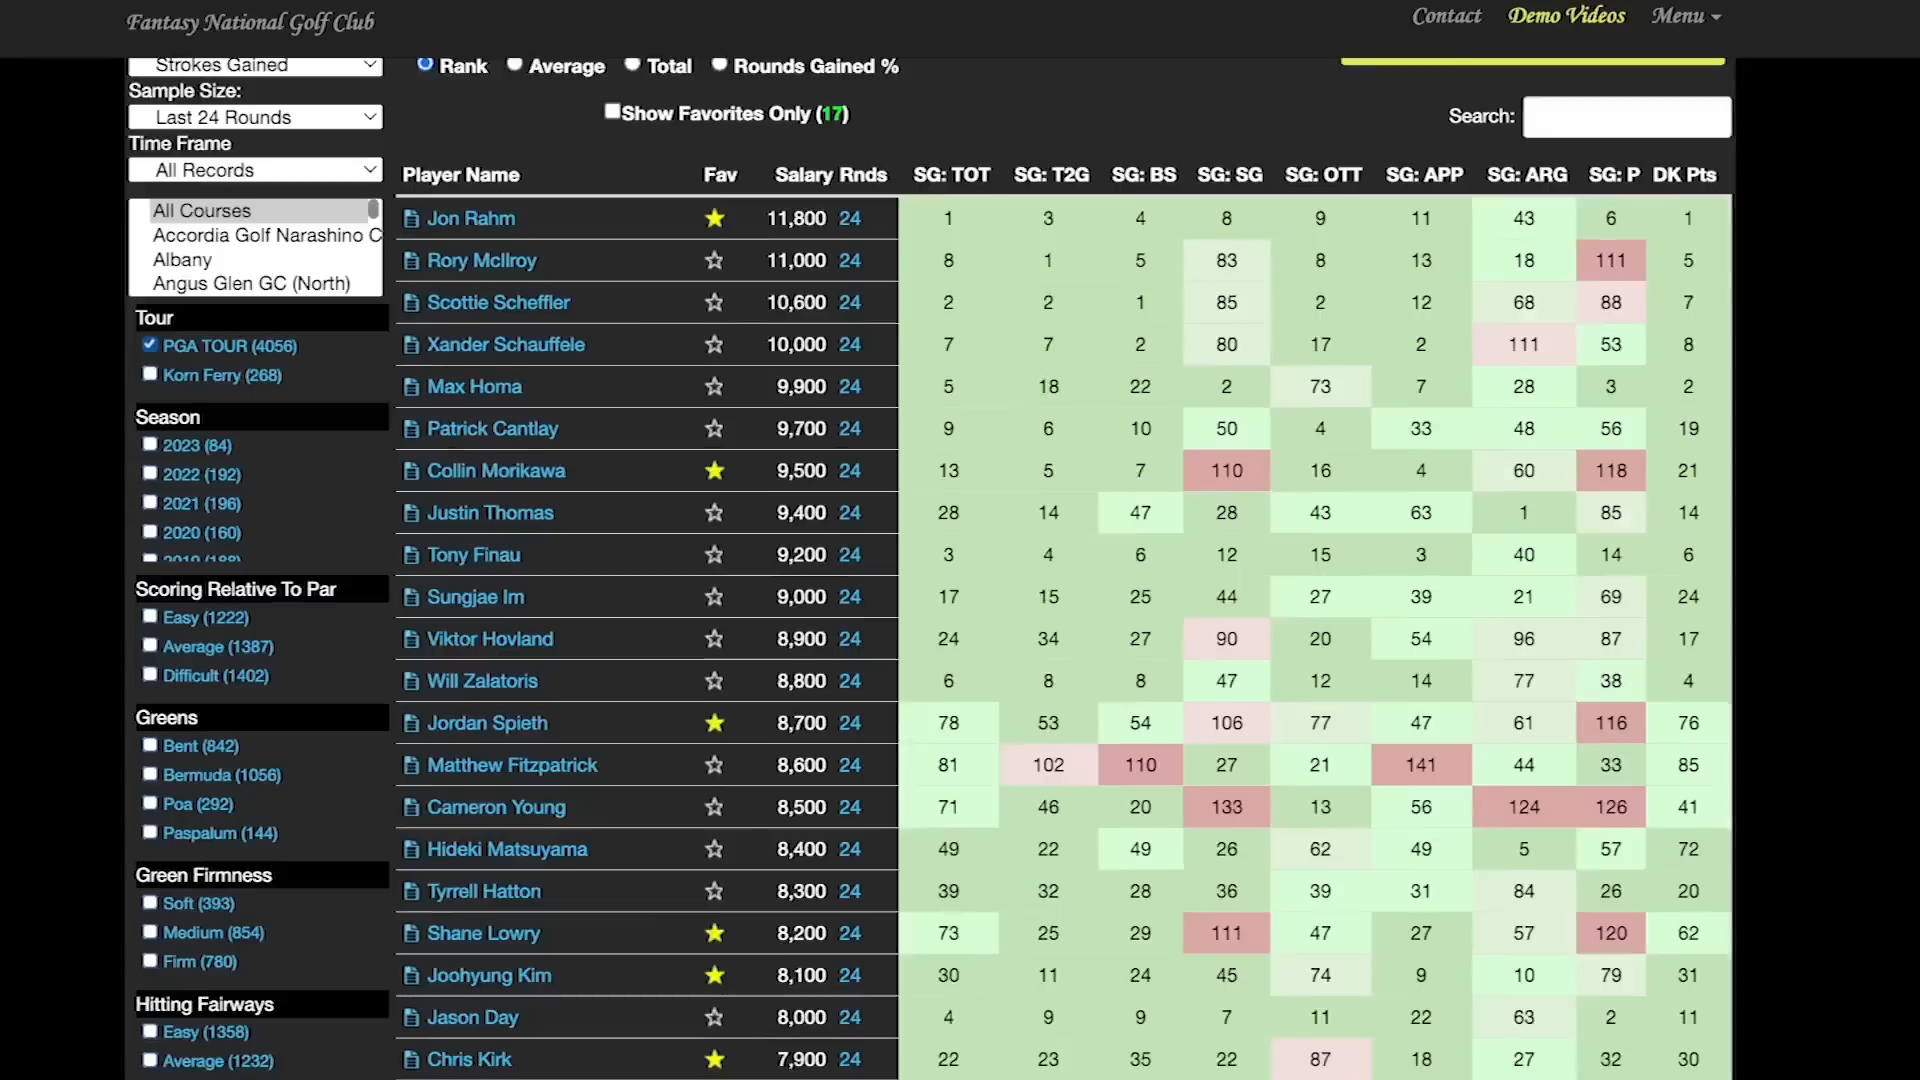 Fantasy National Golf Club
Contact Demo Videos Menu
Strokes Gained
Rank Average Total Rounds Gained %
Sample Size:
Last 24 Rounds
Show Favorites Only (17)
Search:
Time Frame
All Records
Player Name Fav Salary Rnds SG: TOT SG: T2G SG: BS SG: SG SG: OTT SG: APP SG: ARG SG: P DK Pts
All Courses
Accordia Golf Narashino C
Albany
Angus Glen GC (North)
Tour
PGA TOUR (4056)
Korn Ferry (268)
Season
2023 (84)
2022 (192)
2021 (196)
2020 (160)
2019 (188)
Scoring Relative To Par
Easy (1222)
Average (1387)
Difficult (1402)
Greens
Bent (842)
Bermuda (1056)
Poa (292)
Paspalum (144)
Green Firmness
Soft (393)
Medium (854)
Firm (780)
Hitting Fairways
Easy (1358)
Average (1232)
Jon Rahm 11,800 24 1 3 4 8 9 11 43 6 1
Rory McIlroy 11,000 24 8 1 5 83 8 13 18 111 5
Scottie Scheffler 10,600 24 2 2 1 85 2 12 68 88 7
Xander Schauffele 10,000 24 7 7 2 80 17 2 111 53 8
Max Homa 9,900 24 5 18 22 2 73 7 28 3 2
Patrick Cantlay 9,700 24 9 6 10 50 4 33 48 56 19
Collin Morikawa 9,500 24 13 5 7 110 16 4 60 118 21
Justin Thomas 9,400 24 28 14 47 28 43 63 1 85 14
Tony Finau 9,200 24 3 4 6 12 15 3 40 14 6
Sungjae Im 9,000 24 17 15 25 44 27 39 21 69 24
Viktor Hovland 8,900 24 24 34 27 90 20 54 96 87 17
Will Zalatoris 8,800 24 6 8 8 47 12 14 77 38 4
Jordan Spieth 8,700 24 78 53 54 106 77 47 61 116 76
Matthew Fitzpatrick 8,600 24 81 102 110 27 21 141 44 33 85
Cameron Young 8,500 24 71 46 20 133 13 56 124 126 41
Hideki Matsuyama 8,400 24 49 22 49 26 62 49 5 57 72
Tyrrell Hatton 8,300 24 39 32 28 36 39 31 84 26 20
Shane Lowry 8,200 24 73 25 29 111 47 27 57 120 62
Joohyung Kim 8,100 24 30 11 24 45 74 9 10 79 31
Jason Day 8,000 24 4 9 9 7 11 22 63 2 11
Chris Kirk 7,900 24 22 23 35 22 87 18 27 32 30